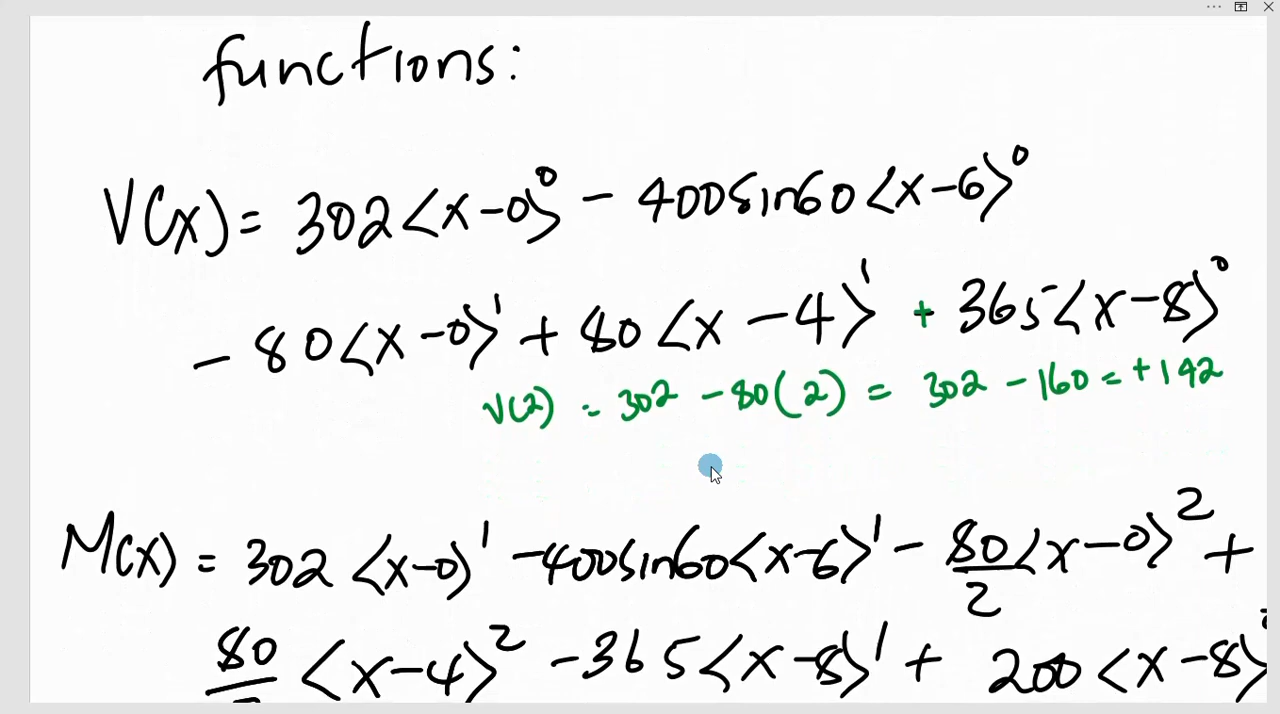 functions:
V(x) = 302<x-0>⁰ - 400sin60<x-6>⁰
- 80<x-0>¹ + 80<x-4>¹ + 365<x-8>⁰
V(2) = 302 - 80(2) = 302 - 160 = +142
M(x) = 302<x-0>¹ - 400sin60<x-6>¹ - 80/2<x-0>² +
80<x-4>² - 365<x-8>¹ + 200<x-8>